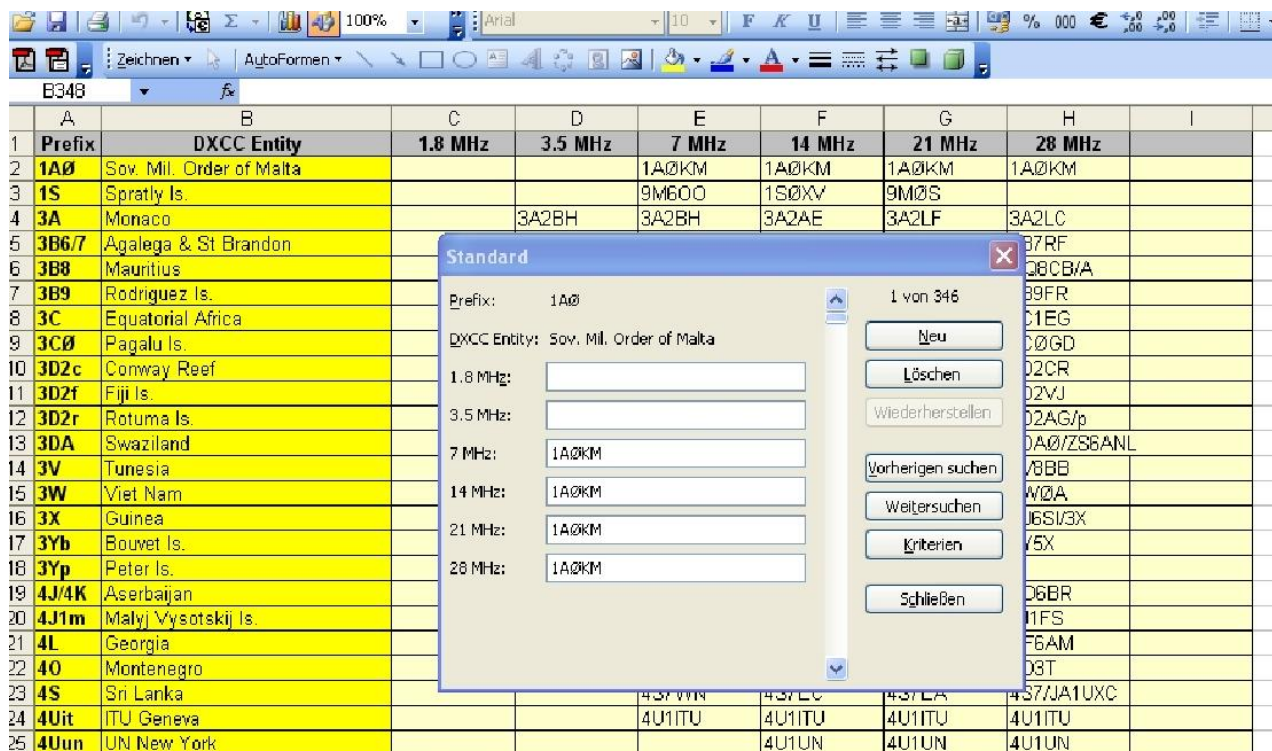 100% Arial 10 F K U % 000 €
Zeichnen AutoFormen
B348 fx
A B C D E F G H I
1 Prefix DXCC Entity 1.8 MHz 3.5 MHz 7 MHz 14 MHz 21 MHz 28 MHz
2 1AØ Sov. Mil. Order of Malta 1AØKM 1AØKM 1AØKM 1AØKM
3 1S Spratly Is. 9M6OO 1SØXV 9MØS
4 3A Monaco 3A2BH 3A2BH 3A2AE 3A2LF 3A2LC
5 3B6/7 Agalega & St Brandon
6 3B8 Mauritius
7 3B9 Rodriguez Is.
8 3C Equatorial Africa
9 3CØ Pagalu Is.
10 3D2c Conway Reef
11 3D2f Fiji Is.
12 3D2r Rotuma Is.
13 3DA Swaziland
14 3V Tunesia
15 3W Viet Nam
16 3X Guinea
17 3Yb Bouvet Is.
18 3Yp Peter Is.
19 4J/4K Aserbaijan
20 4J1m Malyj Vysotskij Is.
21 4L Georgia
22 4O Montenegro
23 4S Sri Lanka 4S7/JA1UXC
24 4Uit ITU Geneva 4U1ITU 4U1ITU 4U1ITU 4U1ITU
25 4Uun UN New York 4U1UN 4U1UN 4U1UN
Standard
Prefix: 1AØ 1 von 346
DXCC Entity: Sov. Mil. Order of Malta
1.8 MHz:
3.5 MHz:
7 MHz: 1AØKM
14 MHz: 1AØKM
21 MHz: 1AØKM
28 MHz: 1AØKM
Neu
Löschen
Wiederherstellen
Vorherigen suchen
Weitersuchen
Kriterien
Schließen